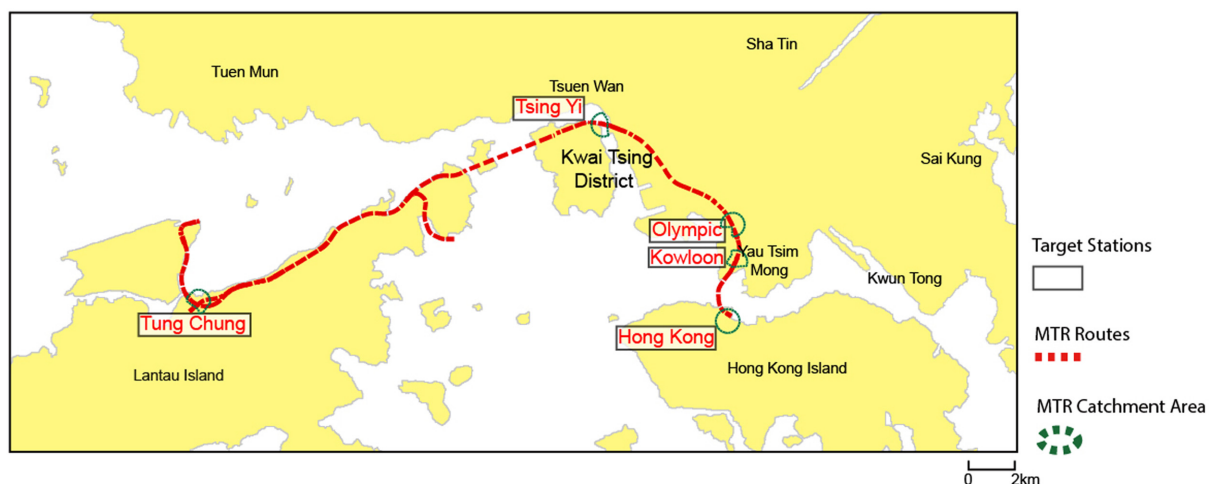 Sha Tin
Tuen Mun
Tsuen Wan
Tsing Yi
Kwai Tsing
District
Sai Kung
Olympic
Kowloon
Yau Tsim
Mong
Kwun Tong
Tung Chung
Hong Kong
Lantau Island
Hong Kong Island
Target Stations
MTR Routes
MTR Catchment Area
0 2km